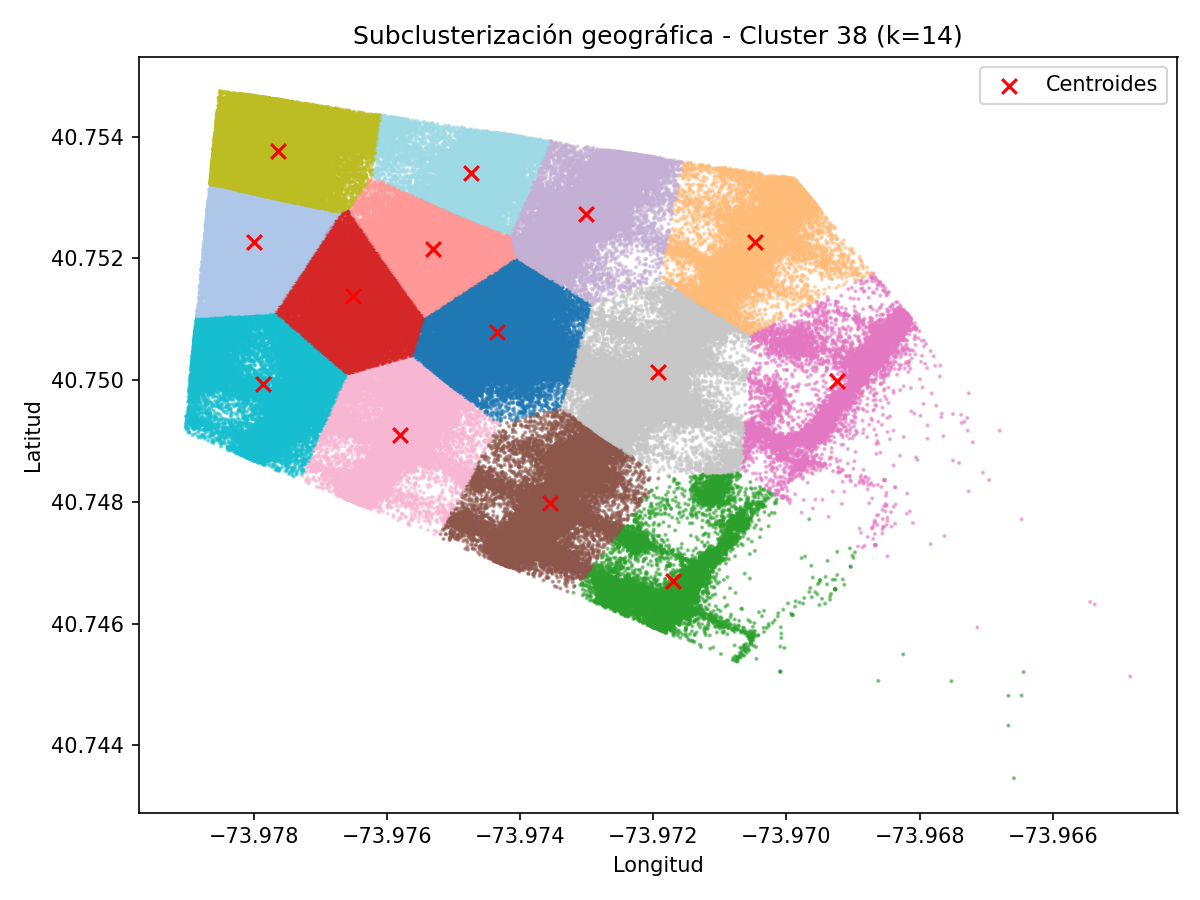 Subclusterización geográfica - Cluster 38 (k=14)
Centroides
40.754
40.752
40.750
40.748
40.746
40.744
Latitud
−73.978 −73.976 −73.974 −73.972 −73.970 −73.968 −73.966
Longitud